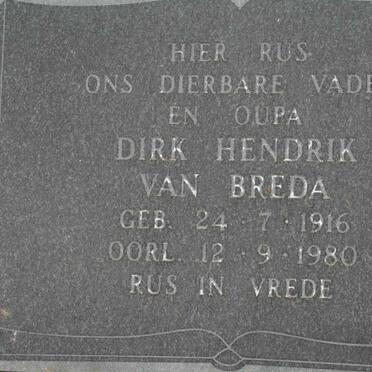 HIER RUS
ONS DIERBARE VADE
EN OUPA
DIRK HENDRIK
VAN BREDA
GEB. 24 · 7 · 1916
OORL. 12 · 9 · 1980
RUS IN VREDE